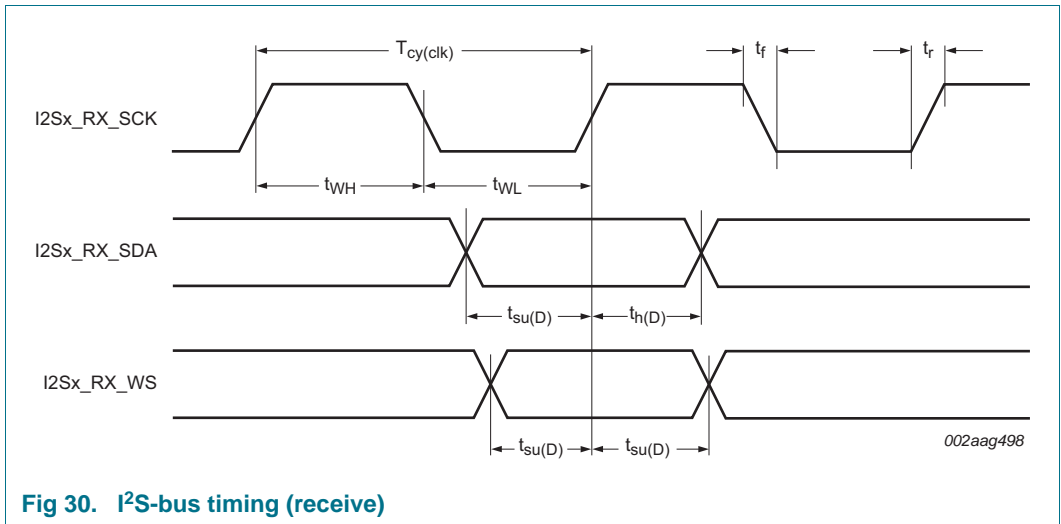 T_cy(clk) t_f t_r
I2Sx_RX_SCK
t_WH t_WL
I2Sx_RX_SDA
t_su(D) t_h(D)
I2Sx_RX_WS
t_su(D) t_su(D)
002aag498
Fig 30. I²S-bus timing (receive)